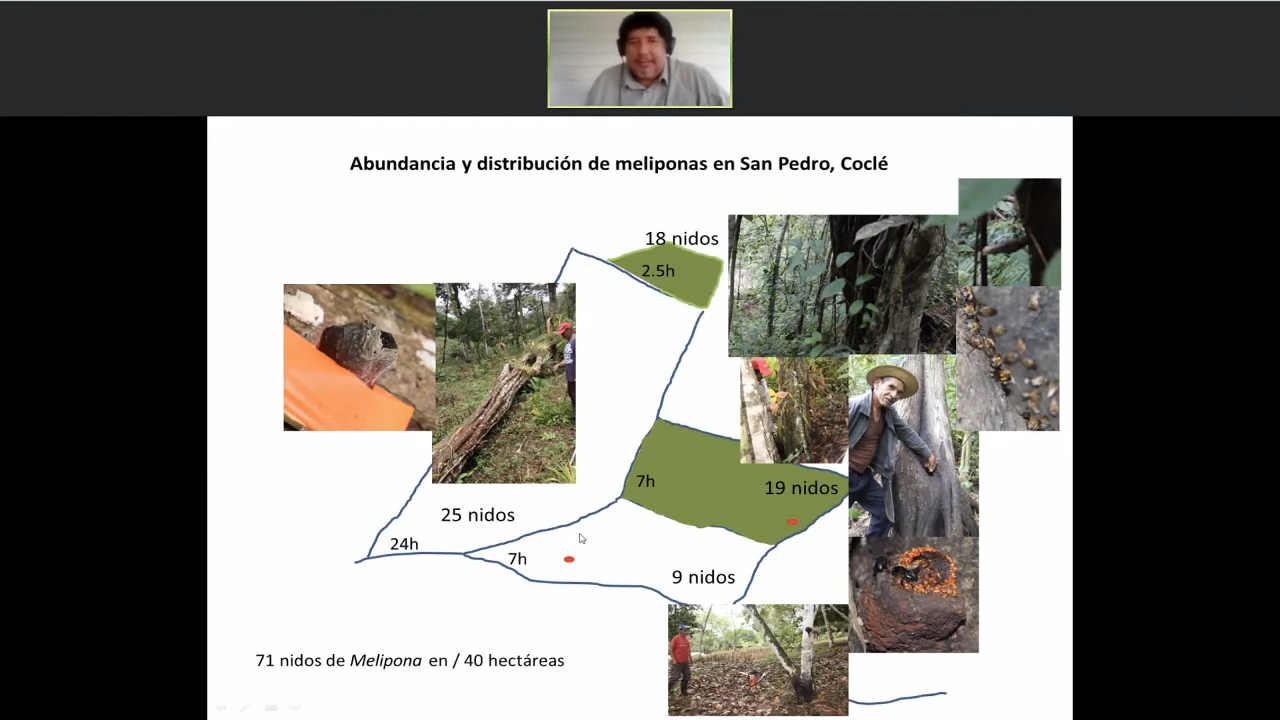 Abundancia y distribución de meliponas en San Pedro, Coclé
18 nidos
2.5h
7h
19 nidos
25 nidos
24h
7h
9 nidos
71 nidos de Melipona en / 40 hectáreas